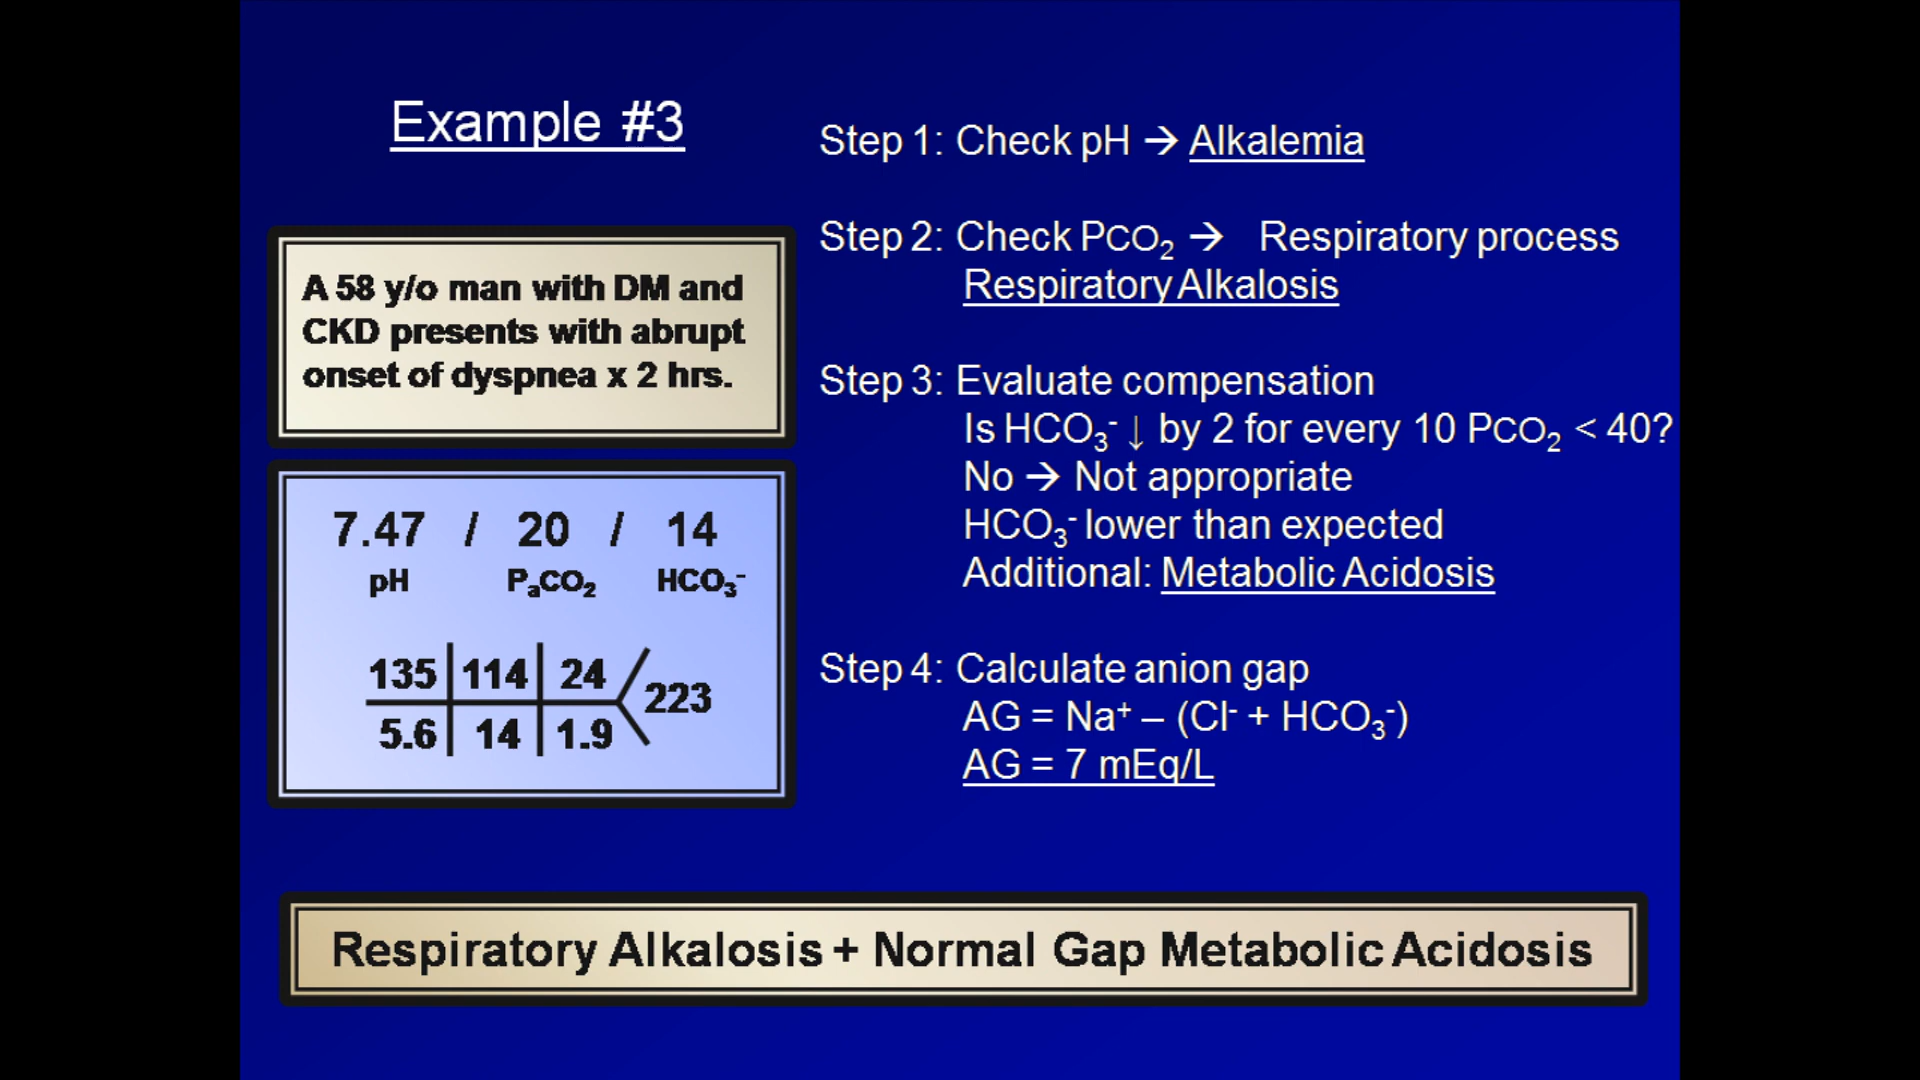 Example #3
A 58 y/o man with DM and
CKD presents with abrupt
onset of dyspnea x 2 hrs.
7.47 / 20 / 14
pH PₐCO₂ HCO₃⁻
135 114 24
223
5.6 14 1.9
Step 1: Check pH → Alkalemia
Step 2: Check PCO₂ → Respiratory process
Respiratory Alkalosis
Step 3: Evaluate compensation
Is HCO₃⁻ ↓ by 2 for every 10 PCO₂ < 40?
No → Not appropriate
HCO₃⁻ lower than expected
Additional: Metabolic Acidosis
Step 4: Calculate anion gap
AG = Na⁺ – (Cl⁻ + HCO₃⁻)
AG = 7 mEq/L
Respiratory Alkalosis + Normal Gap Metabolic Acidosis